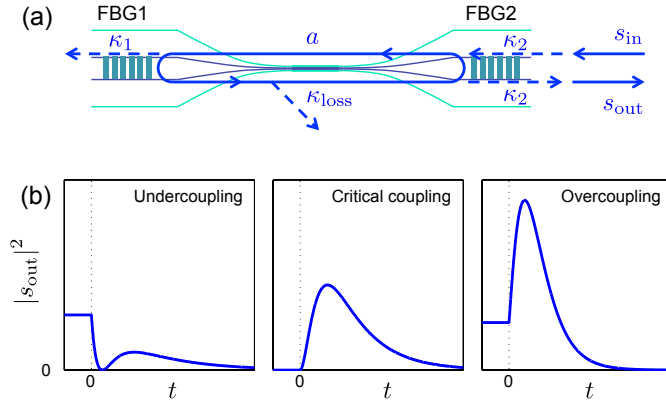 (a)
FBG1
FBG2
κ₁
a
κ₂
s_in
κ_loss
κ₂
s_out
(b)
Undercoupling
Critical coupling
Overcoupling
|s_out|²
0
0
t
0
t
0
t